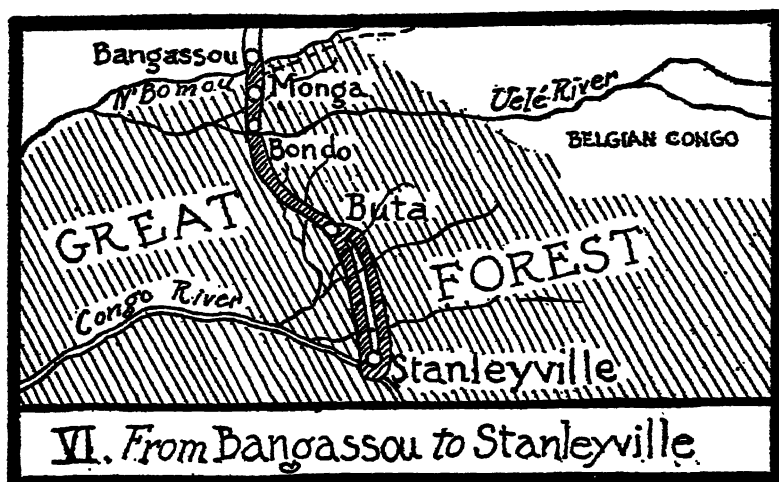 Bangassou
N'Bomou
Monga
Uelé River
BELGIAN CONGO
Bondo
GREAT
Buta
FOREST
Congo River
Stanleyville
VI. From Bangassou to Stanleyville